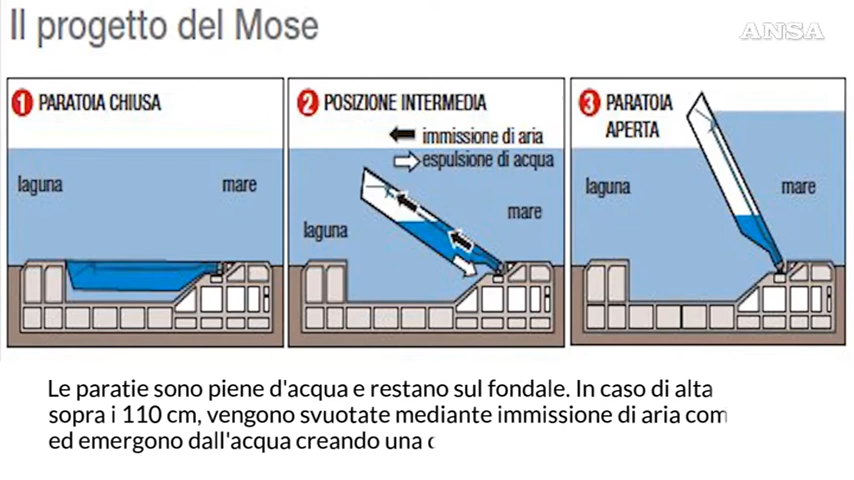 Il progetto del Mose
ANSA
1 PARATOIA CHIUSA
laguna
mare
2 POSIZIONE INTERMEDIA
immissione di aria
espulsione di acqua
laguna
mare
3 PARATOIA
APERTA
laguna
mare
Le paratie sono piene d'acqua e restano sul fondale. In caso di alta
sopra i 110 cm, vengono svuotate mediante immissione di aria com
ed emergono dall'acqua creando una